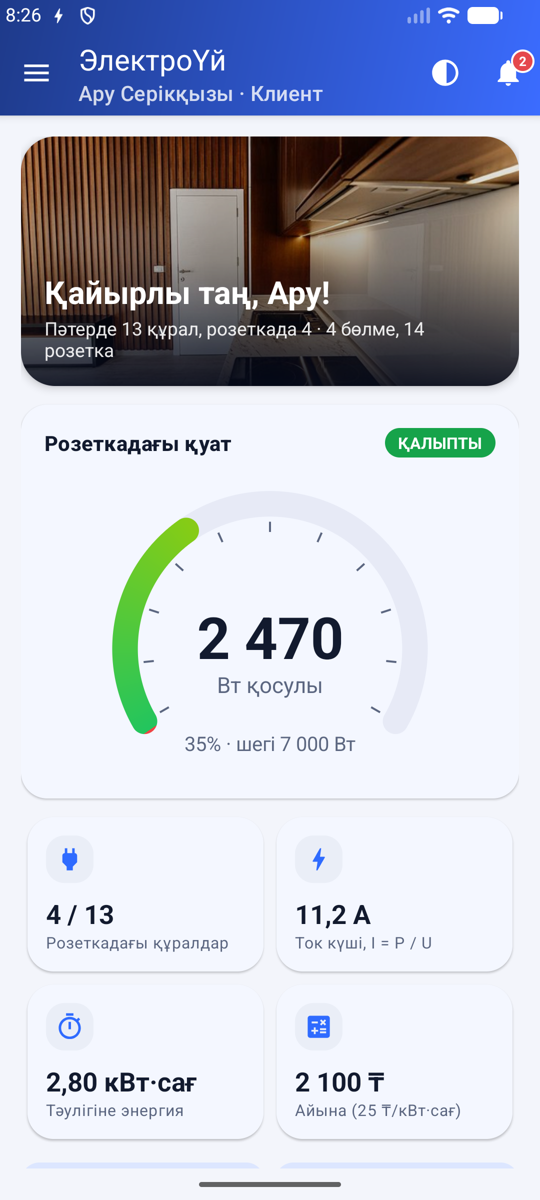 8:26
ЭлектроҮй
Ару Серікқызы · Клиент
2
Қайырлы таң, Ару!
Пәтерде 13 құрал, розеткада 4 · 4 бөлме, 14
розетка
Розеткадағы қуат
ҚАЛЫПТЫ
2 470
Вт қосулы
35% · шегі 7 000 Вт
4 / 13
Розеткадағы құралдар
11,2 А
Ток күші, I = P / U
2,80 кВт·сағ
Тәулігіне энергия
2 100 ₸
Айына (25 ₸/кВт·сағ)